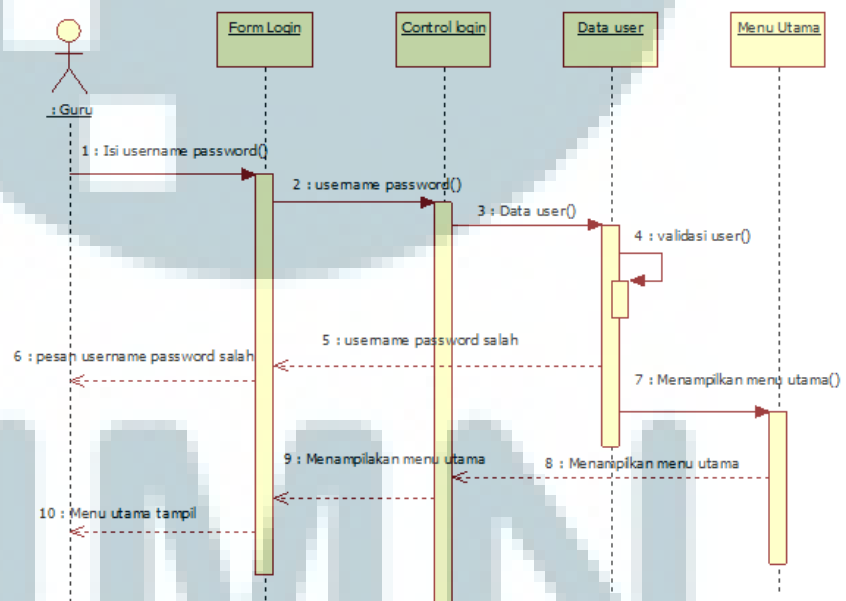 Form Login
Control login
Data user
Menu Utama
: Guru
1 : Isi username password()
2 : username password()
3 : Data user()
4 : validasi user()
5 : username password salah
6 : pesan username password salah
7 : Menampilkan menu utama()
8 : Menampilkan menu utama
9 : Menampilakan menu utama
10 : Menu utama tampil